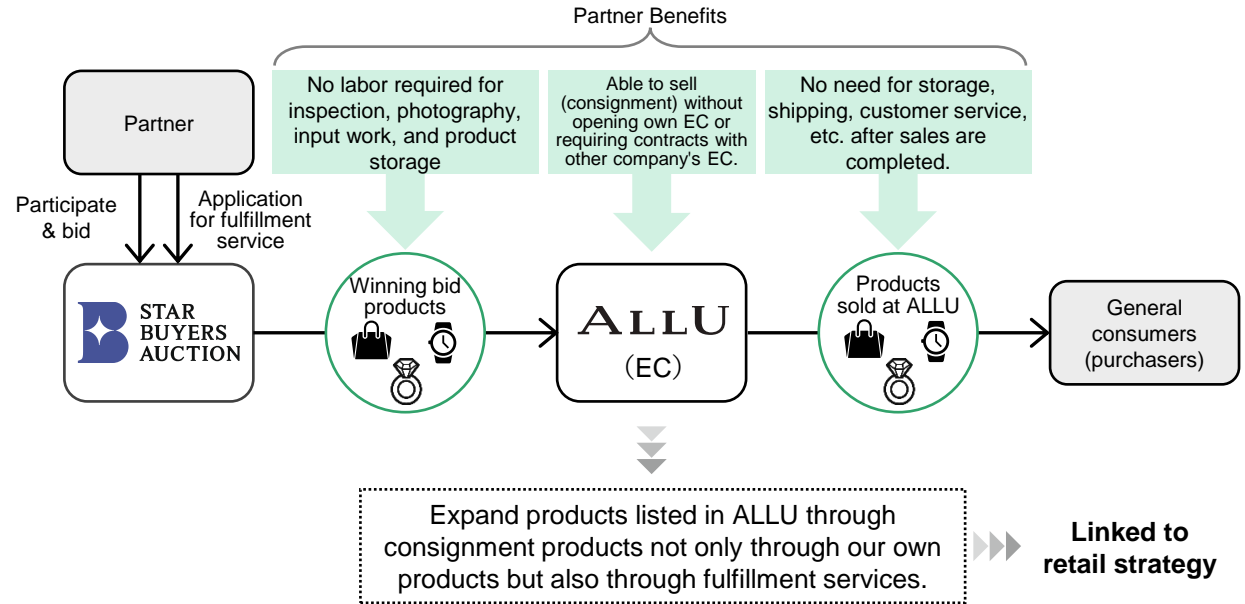 Partner Benefits
Partner
No labor required for
inspection, photography,
input work, and product
storage
Able to sell
(consignment) without
opening own EC or
requiring contracts with
other company's EC.
No need for storage,
shipping, customer service,
etc. after sales are
completed.
Participate
& bid
Application
for fulfillment
service
STAR
BUYERS
AUCTION
Winning bid
products
ALLU
（EC）
Products
sold at ALLU
General
consumers
(purchasers)
Expand products listed in ALLU through
consignment products not only through our own
products but also through fulfillment services.
Linked to
retail strategy